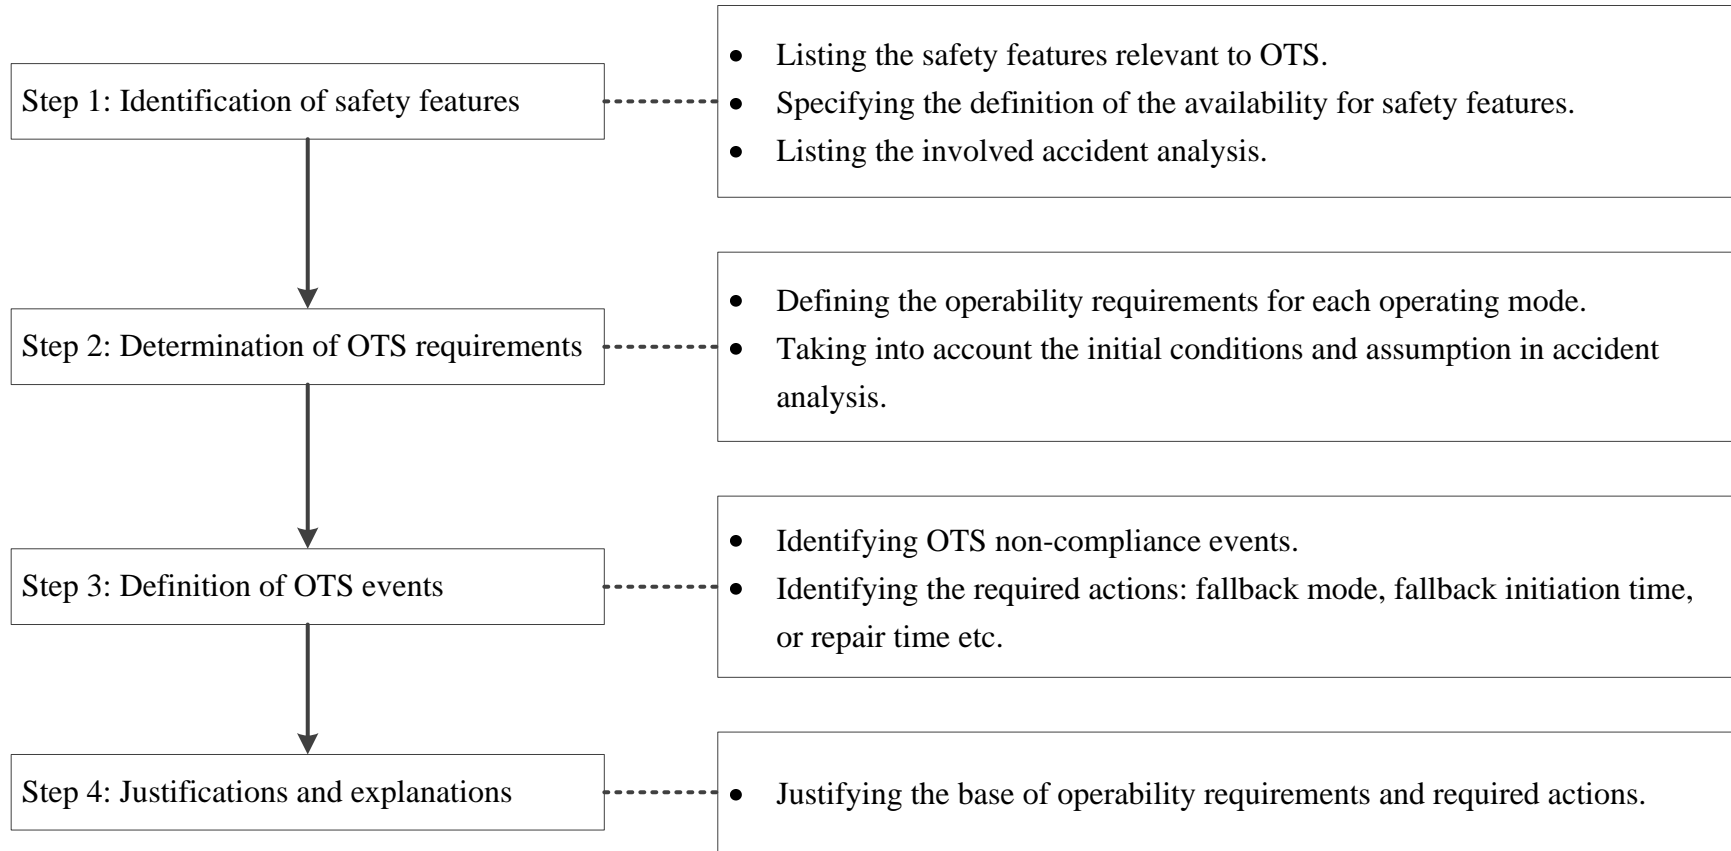 Step 1: Identification of safety features
• Listing the safety features relevant to OTS.
• Specifying the definition of the availability for safety features.
• Listing the involved accident analysis.
Step 2: Determination of OTS requirements
• Defining the operability requirements for each operating mode.
• Taking into account the initial conditions and assumption in accident
analysis.
Step 3: Definition of OTS events
• Identifying OTS non-compliance events.
• Identifying the required actions: fallback mode, fallback initiation time,
or repair time etc.
Step 4: Justifications and explanations
• Justifying the base of operability requirements and required actions.